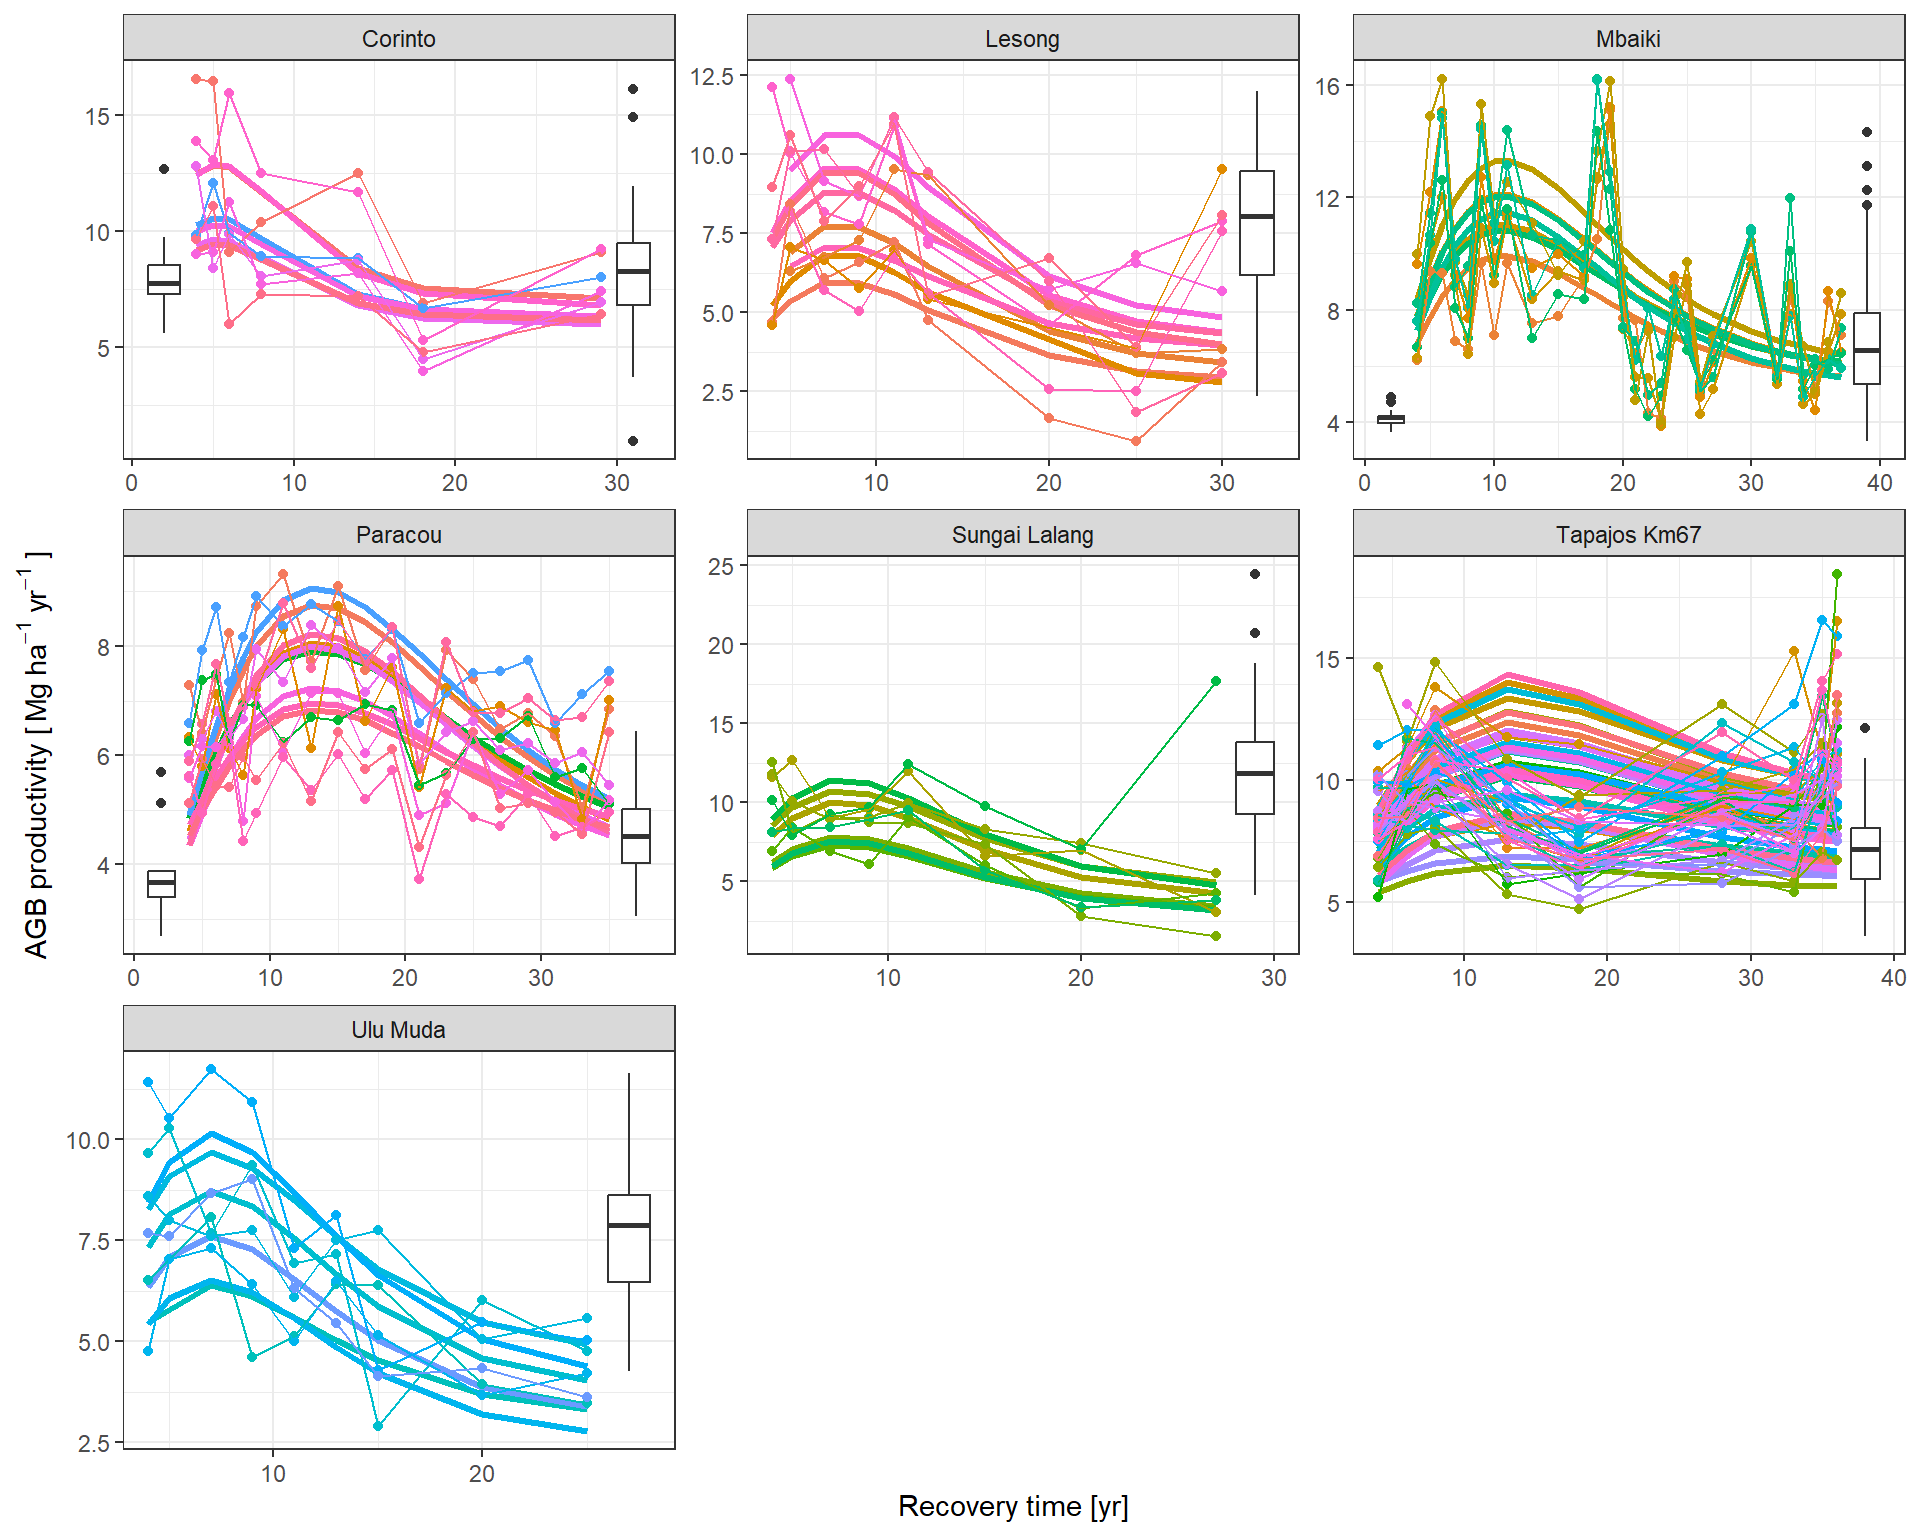 Corinto
Lesong
Mbaiki
15
10
5
0 10 20 30
12.5
10.0
7.5
5.0
2.5
10 20 30
16
12
8
4
0 10 20 30 40
Paracou
Sungai Lalang
Tapajos Km67
8
6
4
0 10 20 30
25
20
15
10
5
10 20 30
15
10
5
10 20 30 40
Ulu Muda
10.0
7.5
5.0
2.5
10 20
AGB productivity [ Mg ha⁻¹ yr⁻¹ ]
Recovery time [yr]